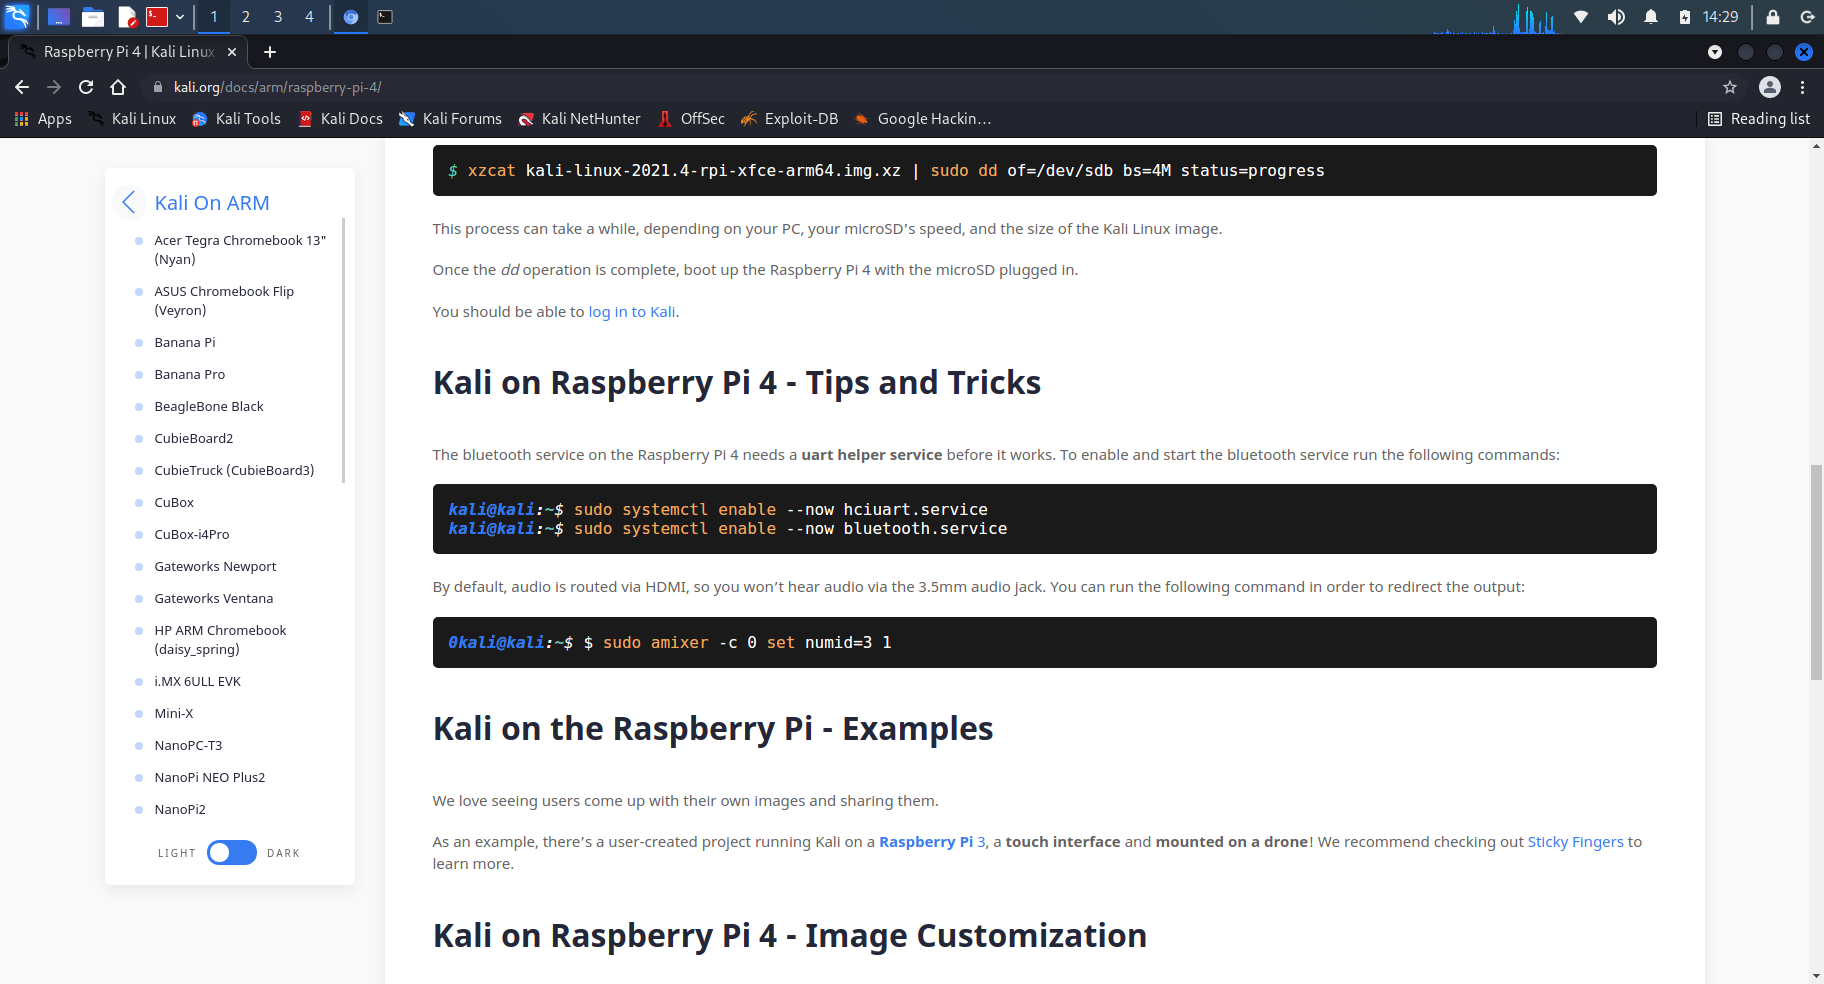 1 2 3 4
14:29
Raspberry Pi 4 | Kali Linux
kali.org/docs/arm/raspberry-pi-4/
Apps Kali Linux Kali Tools Kali Docs Kali Forums Kali NetHunter OffSec Exploit-DB Google Hackin… Reading list
Kali On ARM
Acer Tegra Chromebook 13"
(Nyan)
ASUS Chromebook Flip
(Veyron)
Banana Pi
Banana Pro
BeagleBone Black
CubieBoard2
CubieTruck (CubieBoard3)
CuBox
CuBox-i4Pro
Gateworks Newport
Gateworks Ventana
HP ARM Chromebook
(daisy_spring)
i.MX 6ULL EVK
Mini-X
NanoPC-T3
NanoPi NEO Plus2
NanoPi2
LIGHT DARK
$ xzcat kali-linux-2021.4-rpi-xfce-arm64.img.xz | sudo dd of=/dev/sdb bs=4M status=progress
This process can take a while, depending on your PC, your microSD’s speed, and the size of the Kali Linux image.
Once the dd operation is complete, boot up the Raspberry Pi 4 with the microSD plugged in.
You should be able to log in to Kali.
Kali on Raspberry Pi 4 - Tips and Tricks
The bluetooth service on the Raspberry Pi 4 needs a uart helper service before it works. To enable and start the bluetooth service run the following commands:
kali@kali:~$ sudo systemctl enable --now hciuart.service
kali@kali:~$ sudo systemctl enable --now bluetooth.service
By default, audio is routed via HDMI, so you won’t hear audio via the 3.5mm audio jack. You can run the following command in order to redirect the output:
0kali@kali:~$ $ sudo amixer -c 0 set numid=3 1
Kali on the Raspberry Pi - Examples
We love seeing users come up with their own images and sharing them.
As an example, there’s a user-created project running Kali on a Raspberry Pi 3, a touch interface and mounted on a drone! We recommend checking out Sticky Fingers to
learn more.
Kali on Raspberry Pi 4 - Image Customization